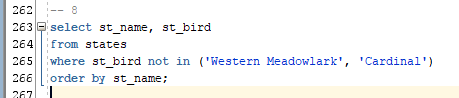 262 -- 8
263 select st_name, st_bird
264 from states
265 where st_bird not in ('Western Meadowlark', 'Cardinal')
266 order by st_name;
267